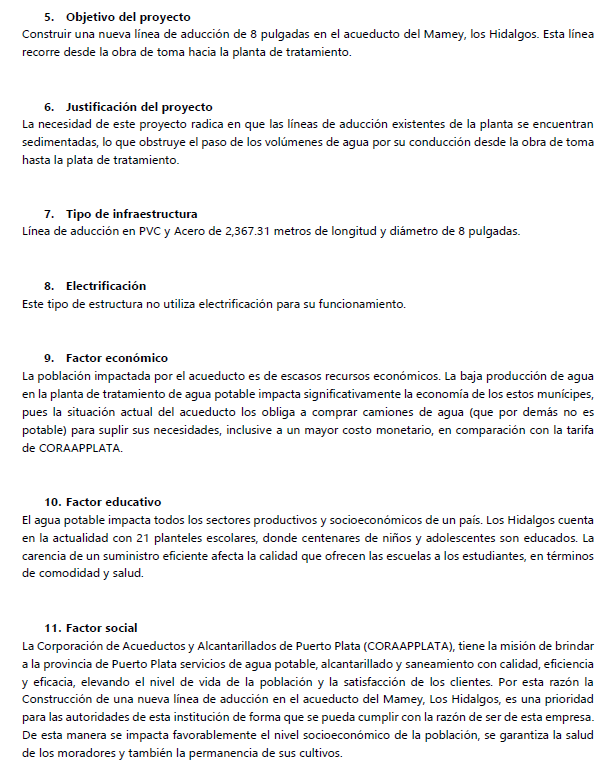 5. Objetivo del proyecto
Construir una nueva línea de aducción de 8 pulgadas en el acueducto del Mamey, los Hidalgos. Esta línea
recorre desde la obra de toma hacia la planta de tratamiento.
6. Justificación del proyecto
La necesidad de este proyecto radica en que las líneas de aducción existentes de la planta se encuentran
sedimentadas, lo que obstruye el paso de los volúmenes de agua por su conducción desde la obra de toma
hasta la plata de tratamiento.
7. Tipo de infraestructura
Línea de aducción en PVC y Acero de 2,367.31 metros de longitud y diámetro de 8 pulgadas.
8. Electrificación
Este tipo de estructura no utiliza electrificación para su funcionamiento.
9. Factor económico
La población impactada por el acueducto es de escasos recursos económicos. La baja producción de agua
en la planta de tratamiento de agua potable impacta significativamente la economía de los estos munícipes,
pues la situación actual del acueducto los obliga a comprar camiones de agua (que por demás no es
potable) para suplir sus necesidades, inclusive a un mayor costo monetario, en comparación con la tarifa
de CORAAPPLATA.
10. Factor educativo
El agua potable impacta todos los sectores productivos y socioeconómicos de un país. Los Hidalgos cuenta
en la actualidad con 21 planteles escolares, donde centenares de niños y adolescentes son educados. La
carencia de un suministro eficiente afecta la calidad que ofrecen las escuelas a los estudiantes, en términos
de comodidad y salud.
11. Factor social
La Corporación de Acueductos y Alcantarillados de Puerto Plata (CORAAPPLATA), tiene la misión de brindar
a la provincia de Puerto Plata servicios de agua potable, alcantarillado y saneamiento con calidad, eficiencia
y eficacia, elevando el nivel de vida de la población y la satisfacción de los clientes. Por esta razón la
Construcción de una nueva línea de aducción en el acueducto del Mamey, Los Hidalgos, es una prioridad
para las autoridades de esta institución de forma que se pueda cumplir con la razón de ser de esta empresa.
De esta manera se impacta favorablemente el nivel socioeconómico de la población, se garantiza la salud
de los moradores y también la permanencia de sus cultivos.